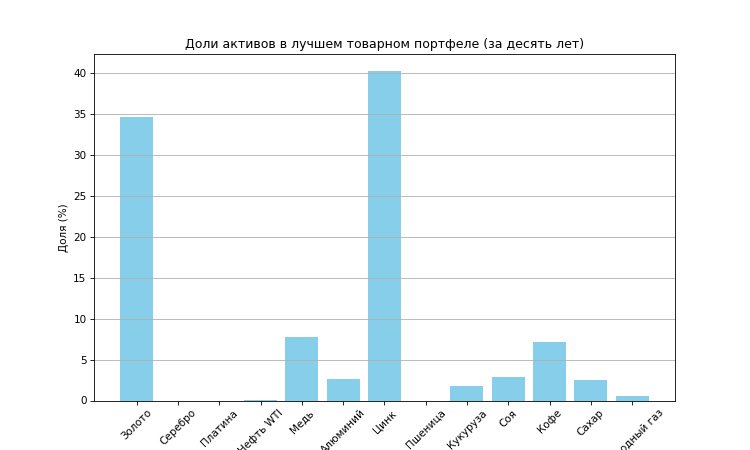 Доли активов в лучшем товарном портфеле (за десять лет)
Доля (%)
40
35
30
25
20
15
10
5
0
Золото
Серебро
Платина
Нефть WTI
Медь
Алюминий
Цинк
Пшеница
Кукуруза
Соя
Кофе
Сахар
одный газ